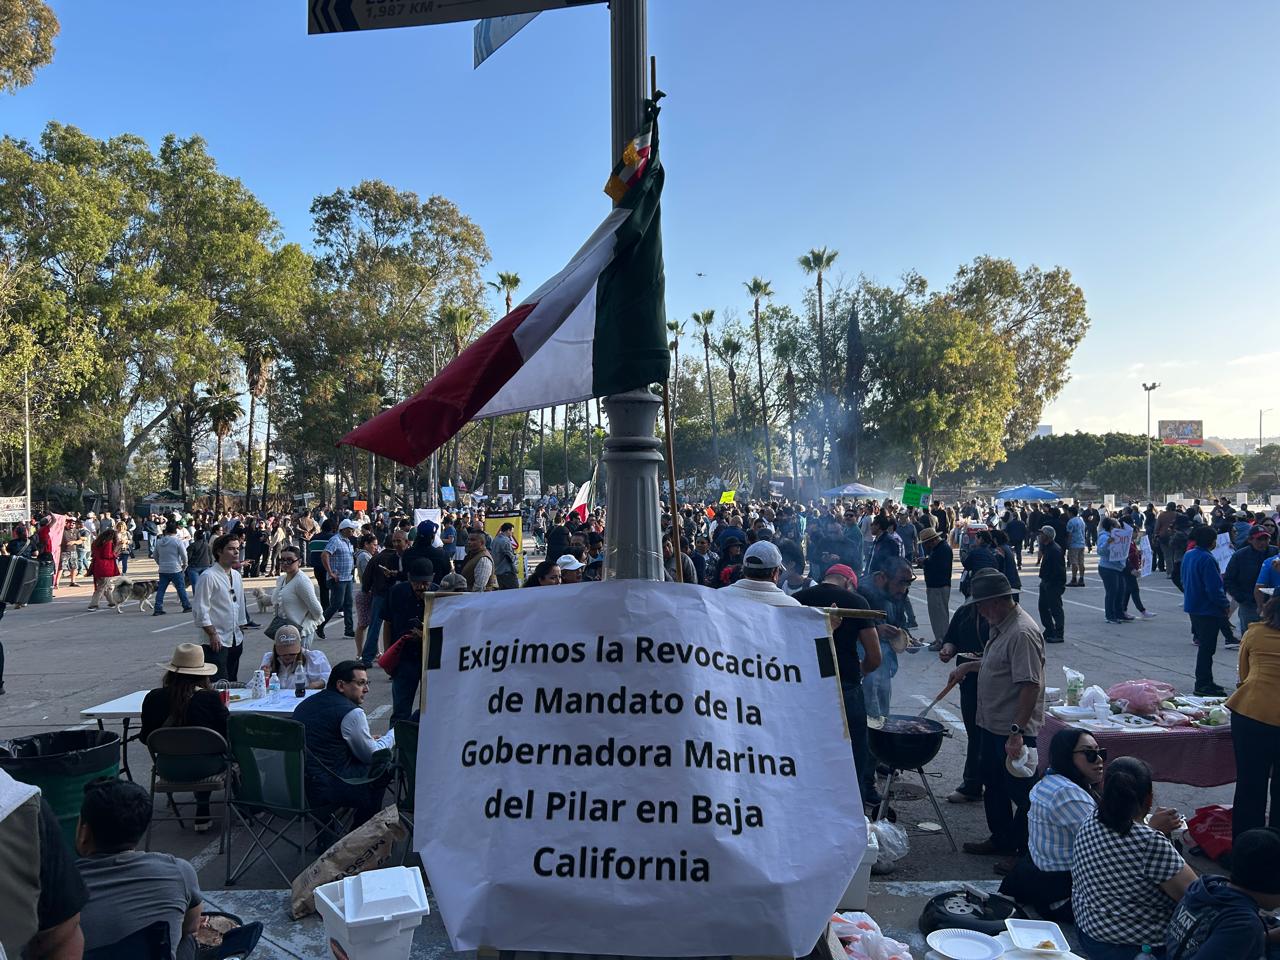 1,987 KM
Exigimos la Revocación
de Mandato de la
Gobernadora Marina
del Pilar en Baja
California